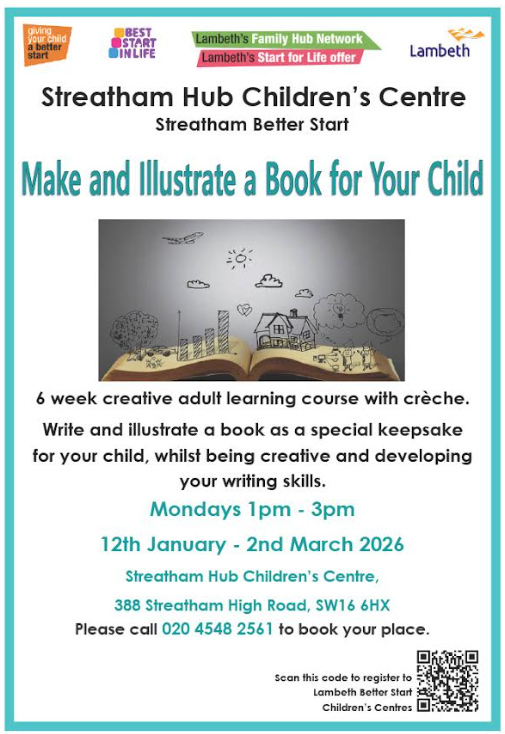 giving
your child
a better
start
BEST
START
IN LIFE
Lambeth's Family Hub Network
Lambeth's Start for Life offer
Lambeth
Streatham Hub Children's Centre
Streatham Better Start
Make and Illustrate a Book for Your Child
6 week creative adult learning course with crèche.
Write and illustrate a book as a special keepsake
for your child, whilst being creative and developing
your writing skills.
Mondays 1pm - 3pm
12th January - 2nd March 2026
Streatham Hub Children's Centre,
388 Streatham High Road, SW16 6HX
Please call 020 4548 2561 to book your place.
Scan this code to register to
Lambeth Better Start
Children's Centres